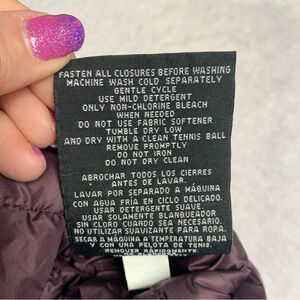 FASTEN ALL CLOSURES BEFORE WASHING
MACHINE WASH COLD SEPARATELY
GENTLE CYCLE
USE MILD DETERGENT
ONLY NON-CHLORINE BLEACH
WHEN NEEDED
DO NOT USE FABRIC SOFTENER
TUMBLE DRY LOW
AND DRY WITH A CLEAN TENNIS BALL
REMOVE PROMPTLY
DO NOT IRON
DO NOT DRY CLEAN
ABROCHAR TODOS LOS CIERRES
ANTES DE LAVAR.
LAVAR POR SEPARADO A MÁQUINA
CON AGUA FRÍA EN CICLO DELICADO.
USAR DETERGENTE SUAVE.
USAR SOLAMENTE BLANQUEADOR
SIN CLORO CUANDO SEA NECESARIO.
NO UTILIZAR SUAVIZANTE PARA ROPA.
SECAR A MÁQUINA A TEMPERATURA BAJA
Y CON UNA PELOTA DE TENIS.
REMOVER RÁPIDAMENTE.